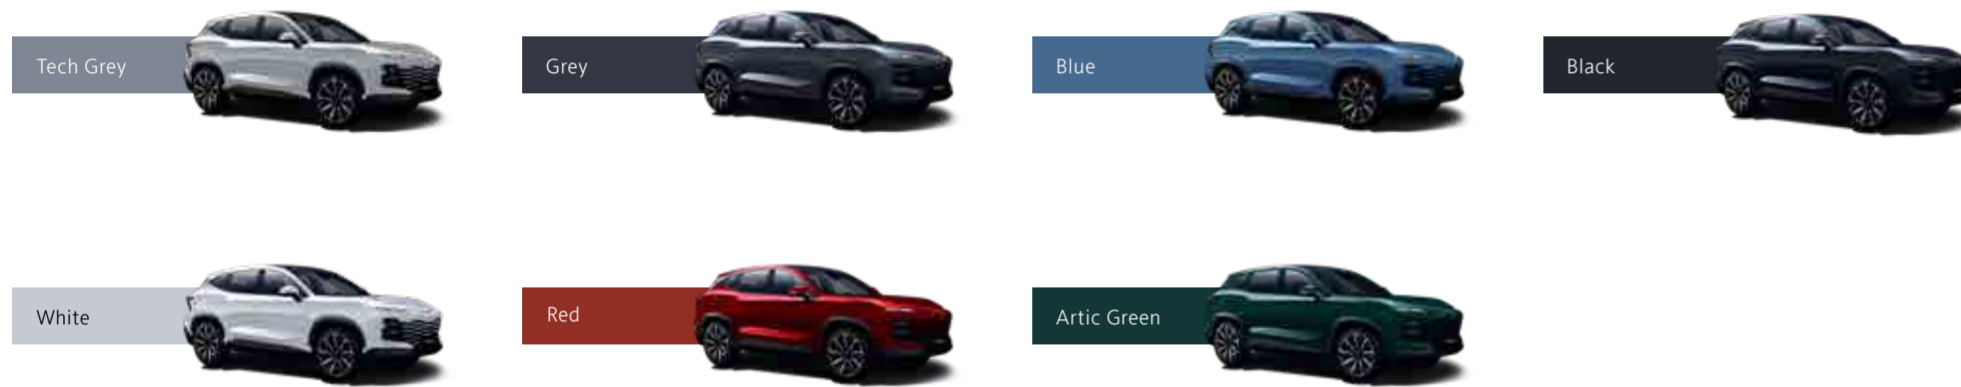 Tech Grey
Grey
Blue
Black
White
Red
Artic Green